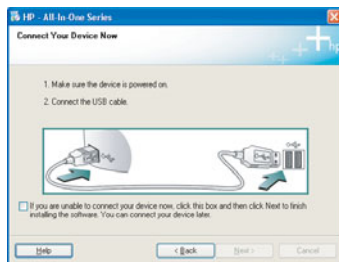 HP - All-In-One Series
Connect Your Device Now
hp
1. Make sure the device is powered on.
2. Connect the USB cable.
If you are unable to connect your device now, click this box and then click Next to finish
installing the software. You can connect your device later.
Help
< Back
Next >
Cancel